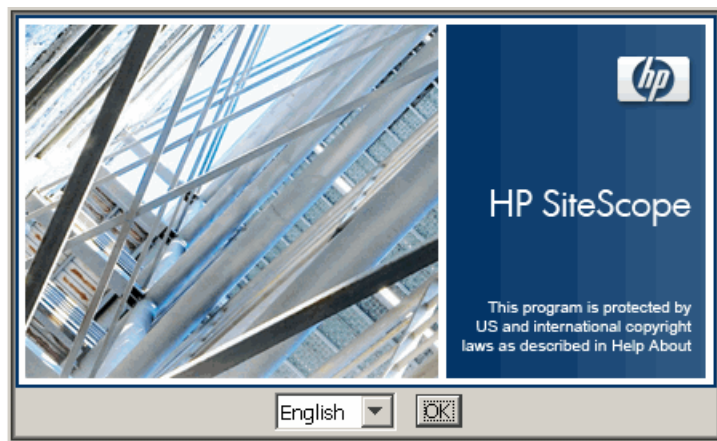 hp
HP SiteScope
This program is protected by
US and international copyright
laws as described in Help About
English
OK